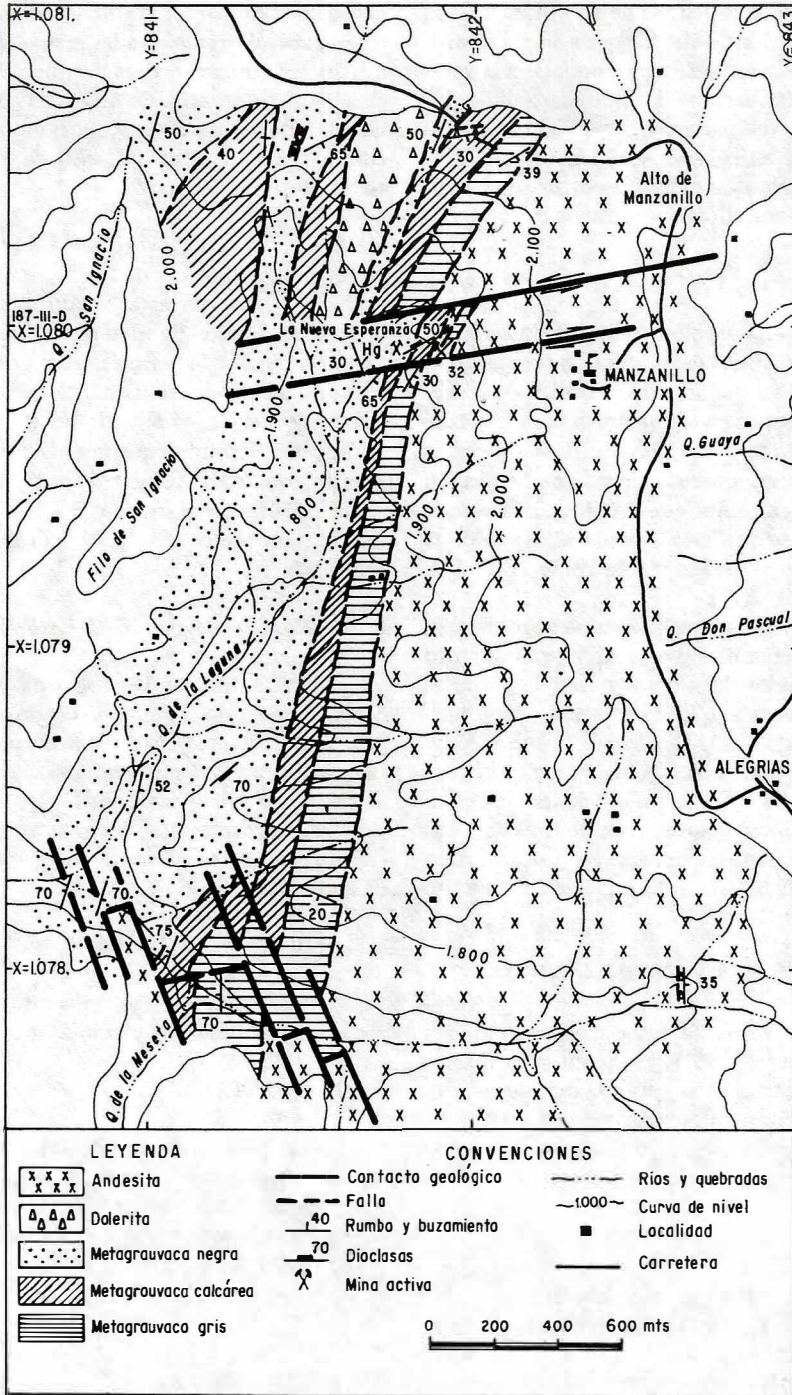 X=1.081.
Y=841
Y=842
Y=843
50
40
65
50
30
39
Alto de
Manzanillo
Q. San Ignacio
2.000
2.100
187-III-D
X=1.080
La Nueva Esperanza
50
Hg
30
30
32
MANZANILLO
65
1.900
Q. Guaya
2.000
1.800
1.900
Filo de San Ignacio
X=1.079
Q. Don Pascual
Q. de la Laguna
ALEGRIAS
52
70
70
70
75
20
1.800
X=1.078.
35
70
Q. de la Meseta
LEYENDA
Andesita
Dolerita
Metagrauvaca negra
Metagrouvaca calcárea
Metagrauvaco gris
CONVENCIONES
Contacto geológico
Falla
40 Rumbo y buzamiento
70 Dioclasas
Mina activa
Rios y quebradas
1.000 Curva de nivel
Localidad
Carretera
0 200 400 600 mts